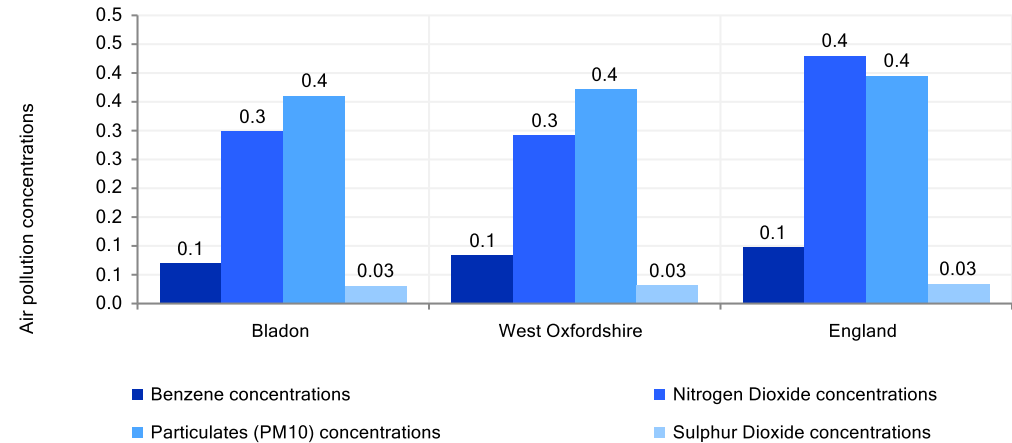 0.5
0.5
0.4
0.4
0.3
0.3
0.2
0.2
0.1
0.1
0.0
Air pollution concentrations
0.1
0.3
0.4
0.03
0.1
0.3
0.4
0.03
0.1
0.4
0.4
0.03
Bladon
West Oxfordshire
England
Benzene concentrations
Nitrogen Dioxide concentrations
Particulates (PM10) concentrations
Sulphur Dioxide concentrations